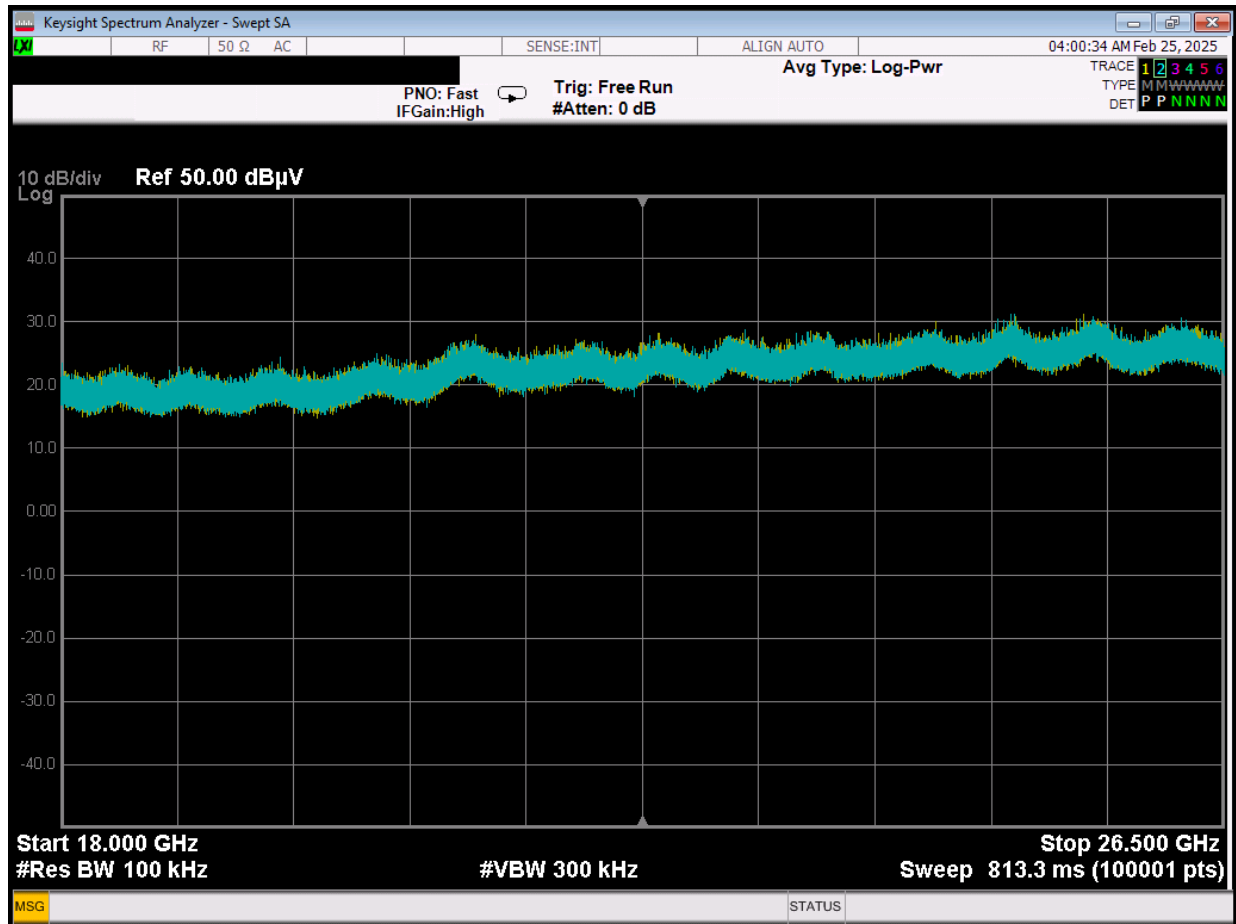 Keysight Spectrum Analyzer - Swept SA
LXI RF 50 Ω AC SENSE:INT ALIGN AUTO 04:00:34 AM Feb 25, 2025
Avg Type: Log-Pwr TRACE 1 2 3 4 5 6
PNO: Fast Trig: Free Run TYPE M M W W W W
IFGain:High #Atten: 0 dB DET P P N N N N
10 dB/div Ref 50.00 dBµV
Log
40.0
30.0
20.0
10.0
0.00
-10.0
-20.0
-30.0
-40.0
Start 18.000 GHz Stop 26.500 GHz
#Res BW 100 kHz #VBW 300 kHz Sweep 813.3 ms (100001 pts)
MSG STATUS